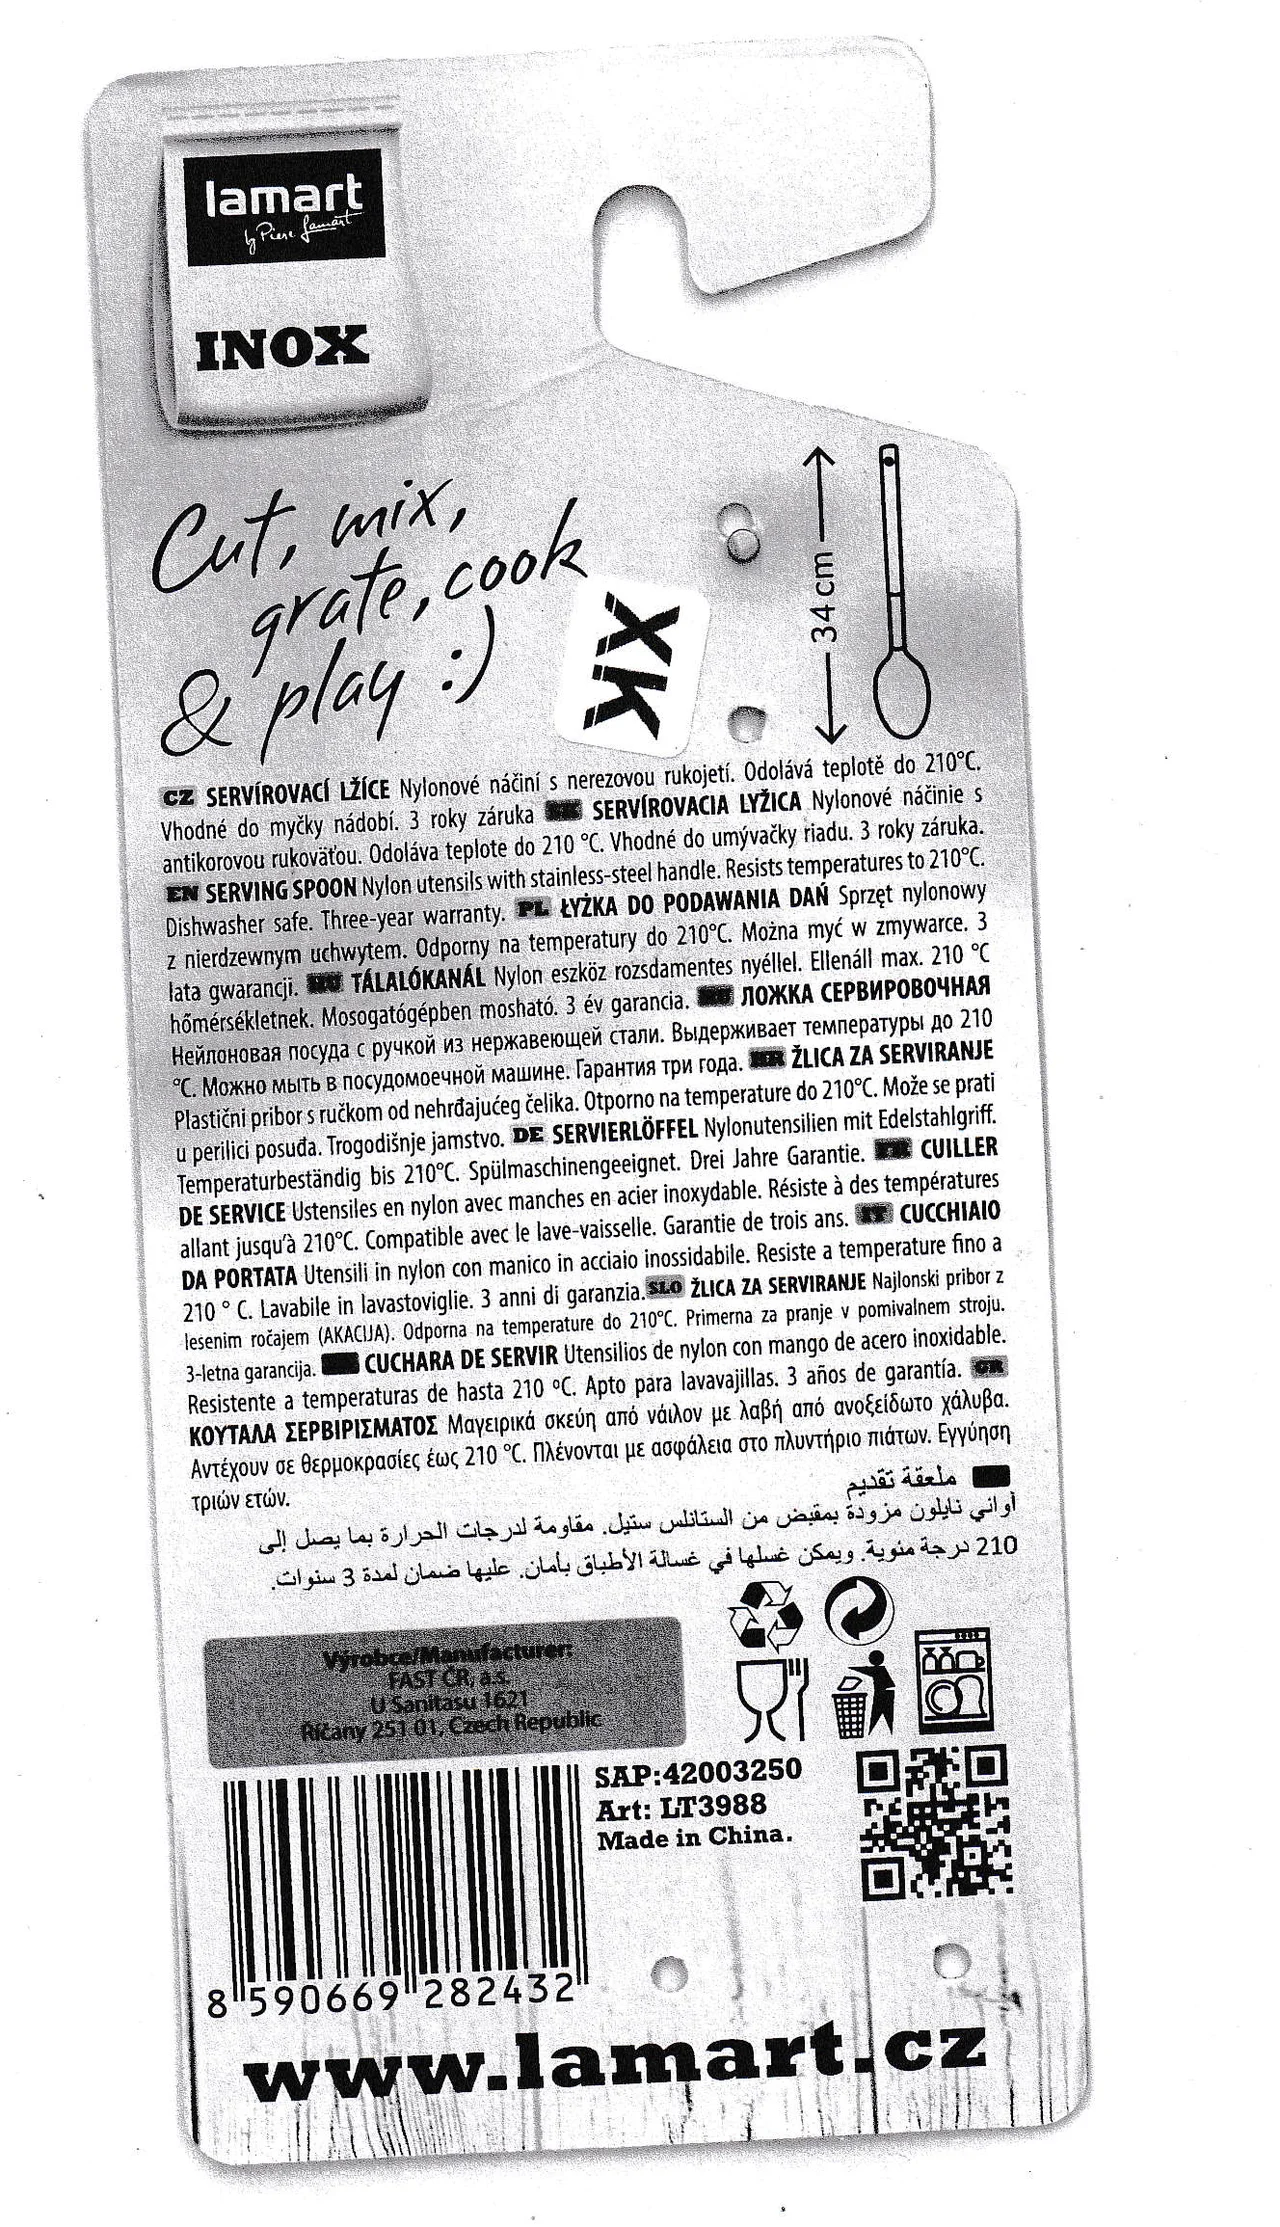 lamart
by Piere Lamart
INOX
Cut, mix,
grate, cook
& play :)
XK
34 cm
CZ SERVÍROVACÍ LŽÍCE Nylonové náčiní s nerezovou rukojetí. Odolává teplotě do 210°C.
Vhodné do myčky nádobí. 3 roky záruka SK SERVÍROVACIA LYŽICA Nylonové náčinie s
antikorovou rukoväťou. Odoláva teplote do 210 °C. Vhodné do umývačky riadu. 3 roky záruka.
EN SERVING SPOON Nylon utensils with stainless-steel handle. Resists temperatures to 210°C.
Dishwasher safe. Three-year warranty. PL ŁYŻKA DO PODAWANIA DAŃ Sprzęt nylonowy
z nierdzewnym uchwytem. Odporny na temperatury do 210°C. Można myć w zmywarce. 3
lata gwarancji. HU TÁLALÓKANÁL Nylon eszköz rozsdamentes nyéllel. Ellenáll max. 210 °C
hőmérsékletnek. Mosogatógépben mosható. 3 év garancia. RU ЛОЖКА СЕРВИРОВОЧНАЯ
Нейлоновая посуда с ручкой из нержавеющей стали. Выдерживает температуры до 210
°C. Можно мыть в посудомоечной машине. Гарантия три года. HR ŽLICA ZA SERVIRANJE
Plastični pribor s ručkom od nehrđajućeg čelika. Otporno na temperature do 210°C. Može se prati
u perilici posuđa. Trogodišnje jamstvo. DE SERVIERLÖFFEL Nylonutensilien mit Edelstahlgriff.
Temperaturbeständig bis 210°C. Spülmaschinengeeignet. Drei Jahre Garantie. FR CUILLER
DE SERVICE Ustensiles en nylon avec manches en acier inoxydable. Résiste à des températures
allant jusqu'à 210°C. Compatible avec le lave-vaisselle. Garantie de trois ans. IT CUCCHIAIO
DA PORTATA Utensili in nylon con manico in acciaio inossidabile. Resiste a temperature fino a
210 ° C. Lavabile in lavastoviglie. 3 anni di garanzia. SLO ŽLICA ZA SERVIRANJE Najlonski pribor z
lesenim ročajem (AKACIJA). Odporna na temperature do 210°C. Primerna za pranje v pomivalnem stroju.
3-letna garancija. CUCHARA DE SERVIR Utensilios de nylon con mango de acero inoxidable.
Resistente a temperaturas de hasta 210 °C. Apto para lavavajillas. 3 años de garantía. GR
ΚΟΥΤΑΛΑ ΣΕΡΒΙΡΙΣΜΑΤΟΣ Μαγειρικά σκεύη από νάιλον με λαβή από ανοξείδωτο χάλυβα.
Αντέχουν σε θερμοκρασίες έως 210 °C. Πλένονται με ασφάλεια στο πλυντήριο πιάτων. Εγγύηση
τριών ετών.
ملعقة تقديم
أواني نايلون مزودة بمقبض من الستانلس ستيل. مقاومة لدرجات الحرارة بما يصل إلى
210 درجة مئوية. ويمكن غسلها في غسالة الأطباق بأمان. عليها ضمان لمدة 3 سنوات.
Výrobce/Manufacturer:
FAST ČR, a.s.
U Sanitasu 1621
Říčany 251 01, Czech Republic
SAP:42003250
Art: LT3988
Made in China.
8 590669 282432
www.lamart.cz